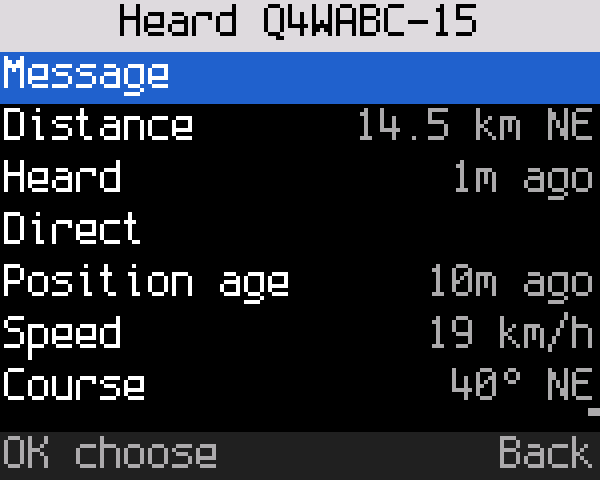 Heard Q4WABC-15
Message
Distance 14.5 km NE
Heard 1m ago
Direct
Position age 10m ago
Speed 19 km/h
Course 40° NE
OK choose Back